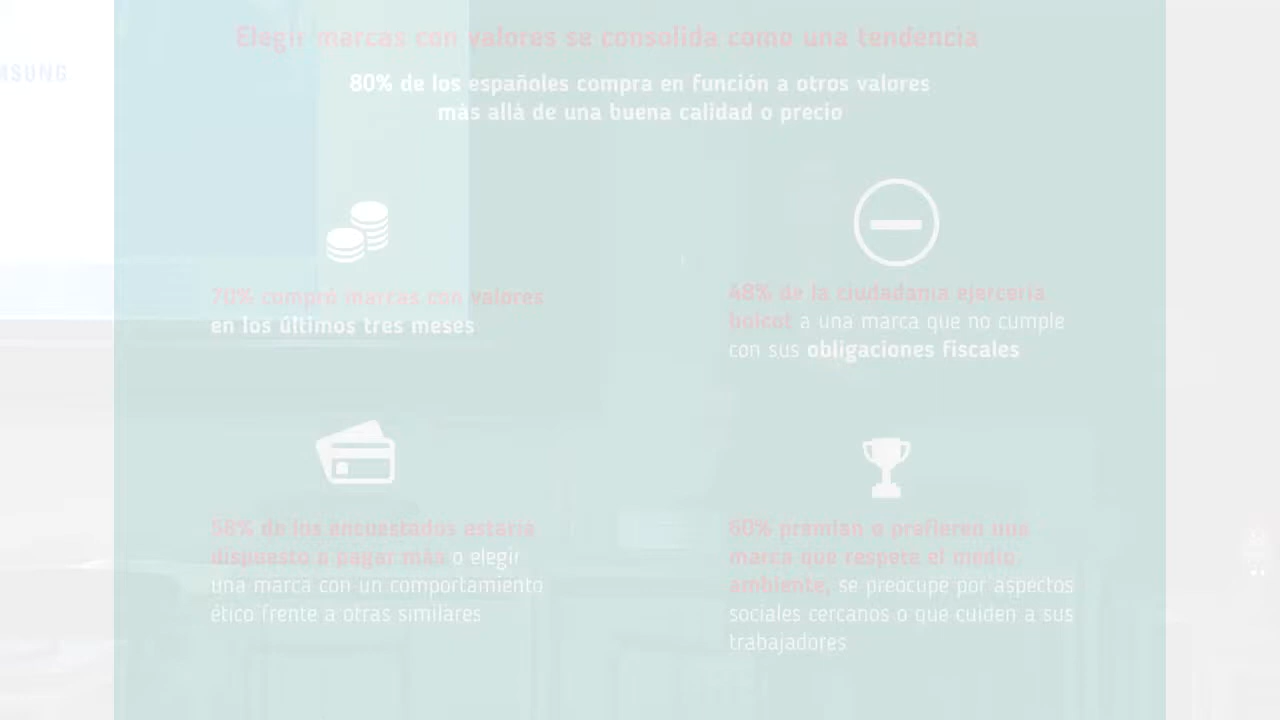 Elegir marcas con valores se consolida como una tendencia
MSUNG
80% de los españoles compra en función a otros valores
más allá de una buena calidad o precio
70% compró marcas con valores
en los últimos tres meses
48% de la ciudadanía ejercería
boicot a una marca que no cumple
con sus obligaciones fiscales
58% de los encuestados estaría
dispuesto a pagar más o elegir
una marca con un comportamiento
ético frente a otras similares
60% premian o prefieren una
marca que respete el medio
ambiente, se preocupe por aspectos
sociales cercanos o que cuiden a sus
trabajadores